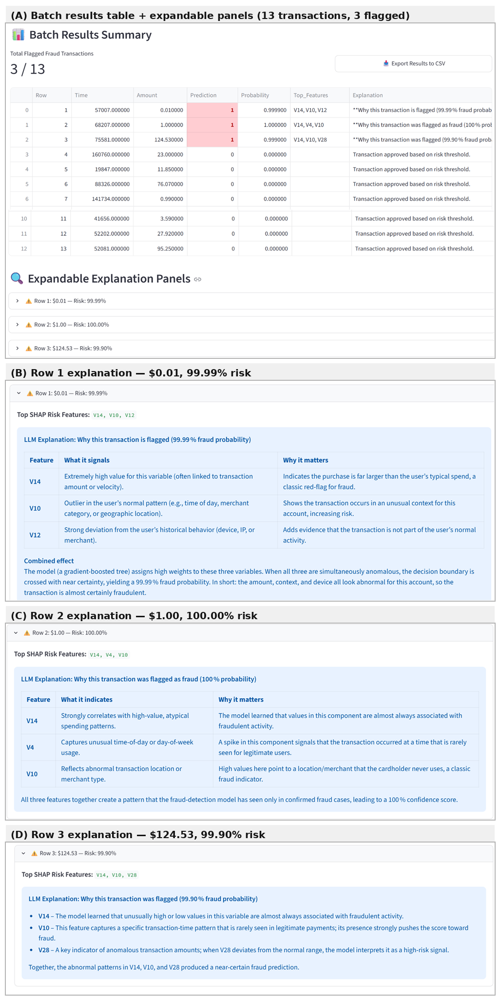 (A) Batch results table + expandable panels (13 transactions, 3 flagged)
Batch Results Summary
Total Flagged Fraud Transactions
3 / 13
Export Results to CSV
Row Time Amount Prediction Probability Top_Features Explanation
0 1 57007.000000 0.010000 1 0.999900 V14, V10, V12 **Why this transaction is flagged (99.99 % fraud probab
1 2 68207.000000 1.000000 1 1.000000 V14, V4, V10 **Why this transaction was flagged as fraud (100 % prob
2 3 75581.000000 124.530000 1 0.999000 V14, V10, V28 **Why this transaction was flagged (99.90 % fraud proba
3 4 160760.000000 23.000000 0 0.000000 Transaction approved based on risk threshold.
4 5 19847.000000 11.850000 0 0.000000 Transaction approved based on risk threshold.
5 6 88326.000000 76.070000 0 0.000000 Transaction approved based on risk threshold.
6 7 141734.000000 0.990000 0 0.000000 Transaction approved based on risk threshold.
10 11 41656.000000 3.590000 0 0.000000 Transaction approved based on risk threshold.
11 12 52202.000000 27.920000 0 0.000000 Transaction approved based on risk threshold.
12 13 52081.000000 95.250000 0 0.000000 Transaction approved based on risk threshold.
Expandable Explanation Panels
Row 1: $0.01 — Risk: 99.99%
Row 2: $1.00 — Risk: 100.00%
Row 3: $124.53 — Risk: 99.90%
(B) Row 1 explanation — $0.01, 99.99% risk
Row 1: $0.01 — Risk: 99.99%
Top SHAP Risk Features: V14, V10, V12
LLM Explanation: Why this transaction is flagged (99.99 % fraud probability)
Feature What it signals Why it matters
V14 Extremely high value for this variable (often linked to transaction amount or velocity). Indicates the purchase is far larger than the user’s typical spend, a classic red-flag for fraud.
V10 Outlier in the user’s normal pattern (e.g., time of day, merchant category, or geographic location). Shows the transaction occurs in an unusual context for this account, increasing risk.
V12 Strong deviation from the user’s historical behavior (device, IP, or merchant). Adds evidence that the transaction is not part of the user’s normal activity.
Combined effect
The model (a gradient-boosted tree) assigns high weights to these three variables. When all three are simultaneously anomalous, the decision boundary is
crossed with near certainty, yielding a 99.99 % fraud probability. In short: the amount, context, and device all look abnormal for this account, so the
transaction is almost certainly fraudulent.
(C) Row 2 explanation — $1.00, 100.00% risk
Row 2: $1.00 — Risk: 100.00%
Top SHAP Risk Features: V14, V4, V10
LLM Explanation: Why this transaction was flagged as fraud (100 % probability)
Feature What it indicates Why it matters
V14 Strongly correlates with high-value, atypical spending patterns. The model learned that values in this component are almost always associated with fraudulent activity.
V4 Captures unusual time-of-day or day-of-week usage. A spike in this component signals that the transaction occurred at a time that is rarely seen for legitimate users.
V10 Reflects abnormal transaction location or merchant type. High values here point to a location/merchant that the cardholder never uses, a classic fraud indicator.
All three features together create a pattern that the fraud-detection model has seen only in confirmed fraud cases, leading to a 100 % confidence score.
(D) Row 3 explanation — $124.53, 99.90% risk
Row 3: $124.53 — Risk: 99.90%
Top SHAP Risk Features: V14, V10, V28
LLM Explanation: Why this transaction was flagged (99.90 % fraud probability)
• V14 – The model learned that unusually high or low values in this variable are almost always associated with fraudulent activity.
• V10 – This feature captures a specific transaction-time pattern that is rarely seen in legitimate payments; its presence strongly pushes the score toward
fraud.
• V28 – A key indicator of anomalous transaction amounts; when V28 deviates from the normal range, the model interprets it as a high-risk signal.
Together, the abnormal patterns in V14, V10, and V28 produced a near-certain fraud prediction.